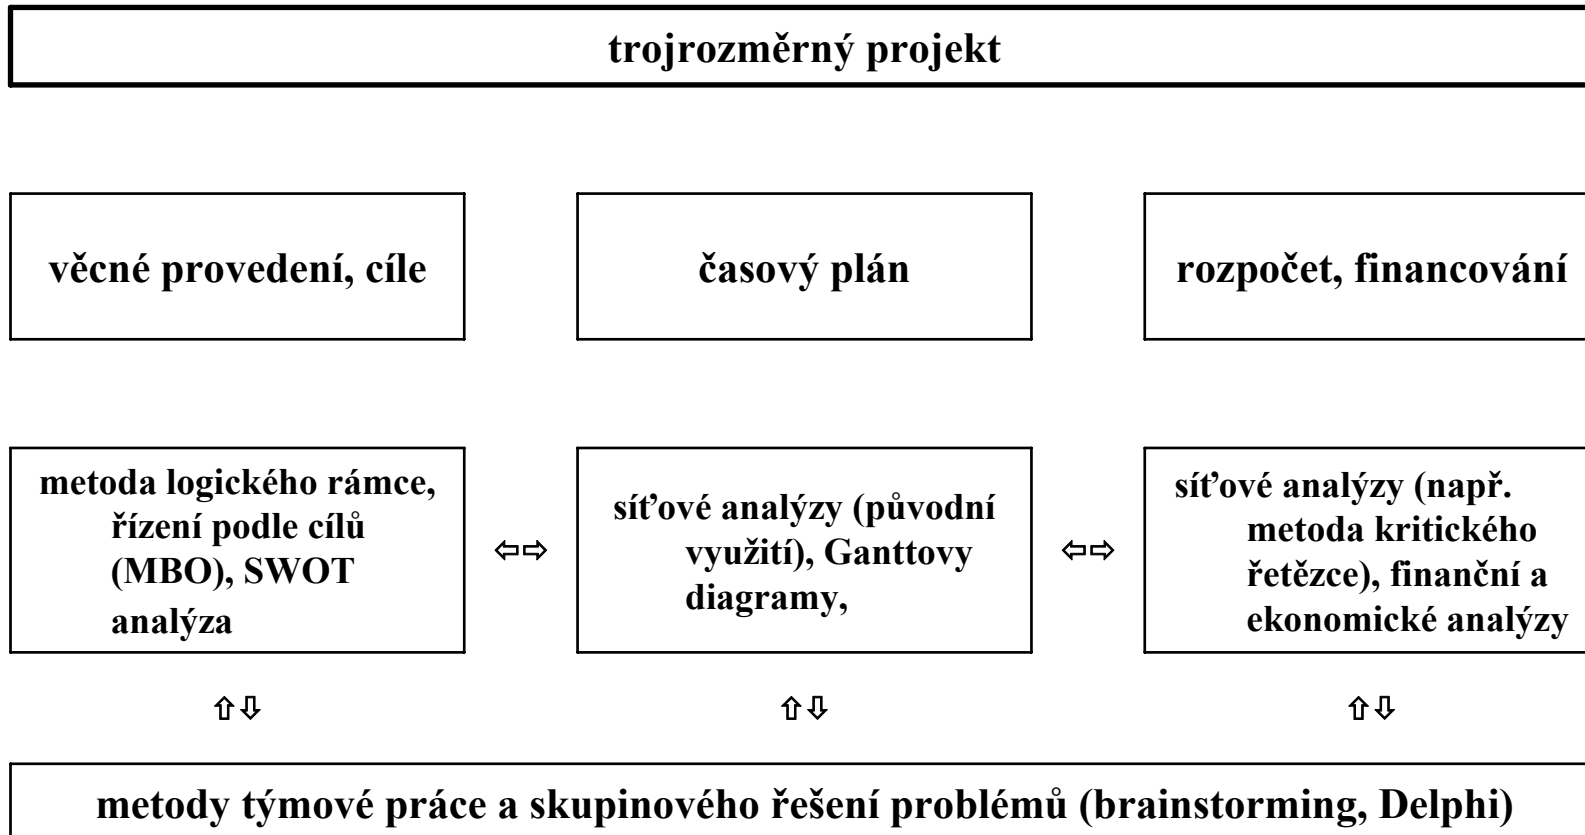 trojrozměrný projekt
věcné provedení, cíle
časový plán
rozpočet, financování
metoda logického rámce,
řízení podle cílů
(MBO), SWOT
analýza
síťové analýzy (původní
využití), Ganttovy
diagramy,
síťové analýzy (např.
metoda kritického
řetězce), finanční a
ekonomické analýzy
metody týmové práce a skupinového řešení problémů (brainstorming, Delphi)